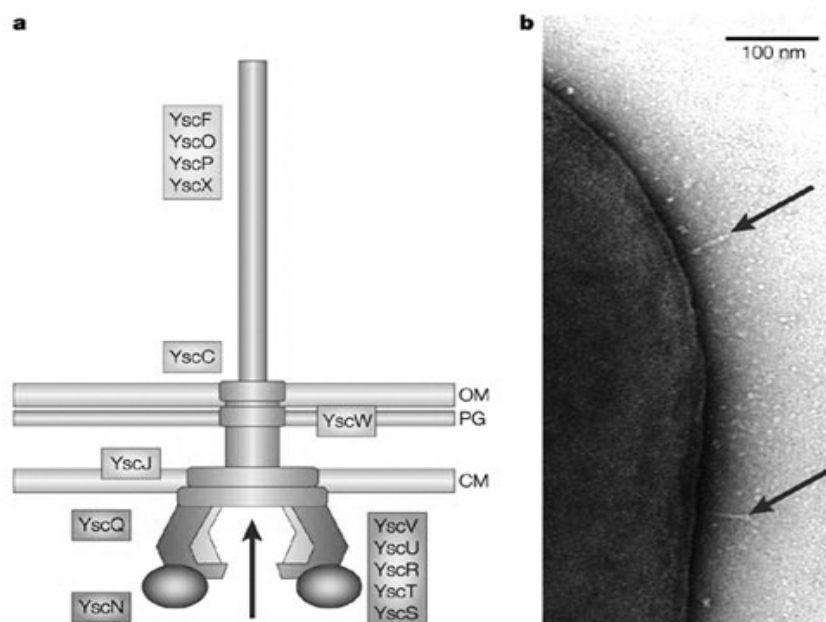 a
YscF
YscO
YscP
YscX
YscC
OM
PG
YscW
YscJ
CM
YscQ
YscV
YscU
YscR
YscT
YscS
YscN
b
100 nm